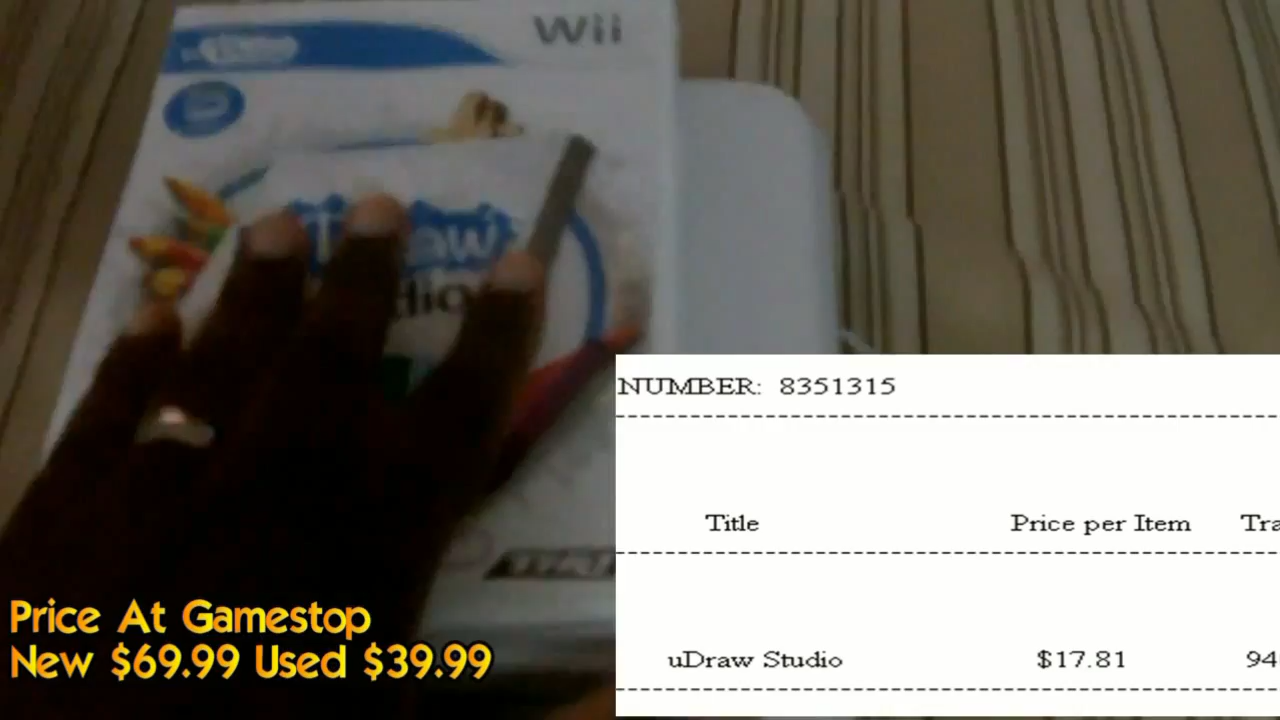 Wii
NUMBER: 8351315
Title Price per Item
uDraw Studio $17.81
Price At Gamestop
New $69.99 Used $39.99